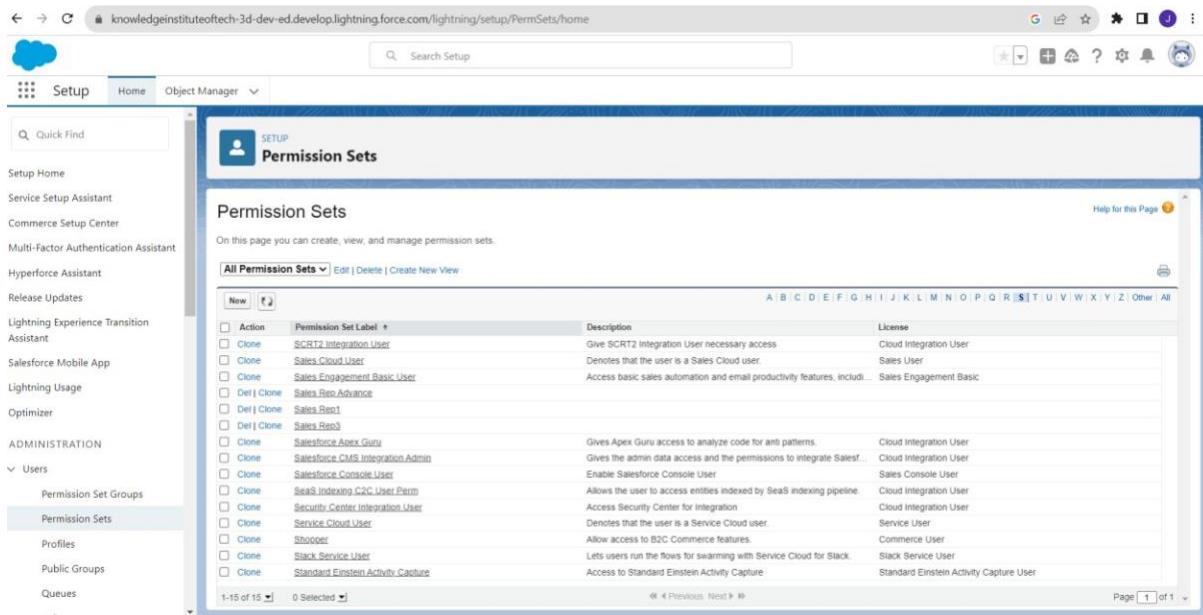 knowledgeinstituteoftech-3d-dev-ed.develop.lightning.force.com/lightning/setup/PermSets/home
G
J
Search Setup
Setup Home Object Manager
Quick Find
Setup Home
Service Setup Assistant
Commerce Setup Center
Multi-Factor Authentication Assistant
Hyperforce Assistant
Release Updates
Lightning Experience Transition
Assistant
Salesforce Mobile App
Lightning Usage
Optimizer
ADMINISTRATION
Users
Permission Set Groups
Permission Sets
Profiles
Public Groups
Queues
SETUP
Permission Sets
Permission Sets
Help for this Page ?
On this page you can create, view, and manage permission sets.
All Permission Sets Edit | Delete | Create New View
New A | B | C | D | E | F | G | H | I | J | K | L | M | N | O | P | Q | R | S | T | U | V | W | X | Y | Z | Other | All
Action Permission Set Label ↑ Description License
Clone SCRT2 Integration User Give SCRT2 Integration User necessary access Cloud Integration User
Clone Sales Cloud User Denotes that the user is a Sales Cloud user. Sales User
Clone Sales Engagement Basic User Access basic sales automation and email productivity features, includi... Sales Engagement Basic
Del | Clone Sales Rep Advance
Del | Clone Sales Rep1
Del | Clone Sales Rep3
Clone Salesforce Apex Guru Gives Apex Guru access to analyze code for anti patterns. Cloud Integration User
Clone Salesforce CMS Integration Admin Gives the admin data access and the permissions to integrate Salesf... Cloud Integration User
Clone Salesforce Console User Enable Salesforce Console User Sales Console User
Clone SeaS Indexing C2C User Perm Allows the user to access entities indexed by SeaS indexing pipeline. Cloud Integration User
Clone Security Center Integration User Access Security Center for Integration Cloud Integration User
Clone Service Cloud User Denotes that the user is a Service Cloud user. Service User
Clone Shopper Allow access to B2C Commerce features. Commerce User
Clone Slack Service User Lets users run the flows for swarming with Service Cloud for Slack. Slack Service User
Clone Standard Einstein Activity Capture Access to Standard Einstein Activity Capture Standard Einstein Activity Capture User
1-15 of 15 0 Selected Previous Next Page 1 of 1